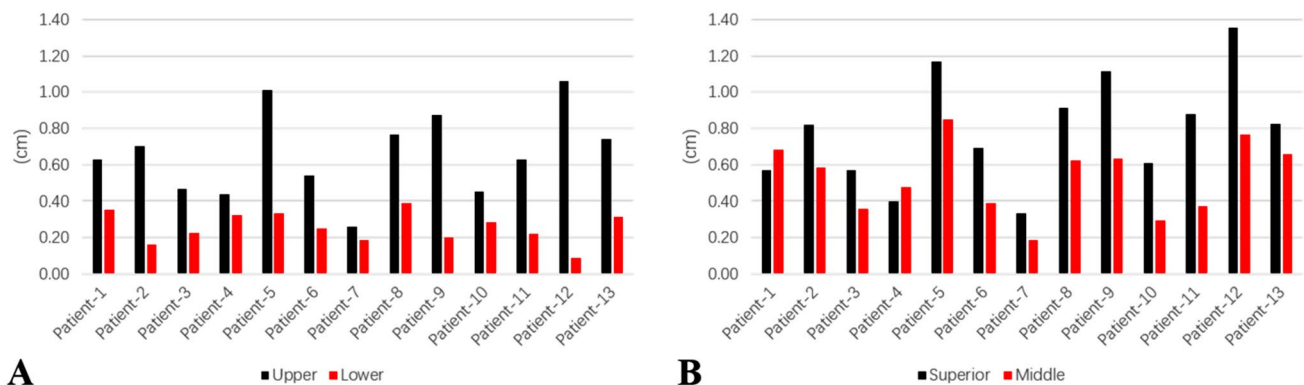 1.40
1.20
1.00
0.80
0.60
0.40
0.20
0.00
(cm)
Patient-1
Patient-2
Patient-3
Patient-4
Patient-5
Patient-6
Patient-7
Patient-8
Patient-9
Patient-10
Patient-11
Patient-12
Patient-13
Upper Lower
A
1.40
1.20
1.00
0.80
0.60
0.40
0.20
0.00
(cm)
Patient-1
Patient-2
Patient-3
Patient-4
Patient-5
Patient-6
Patient-7
Patient-8
Patient-9
Patient-10
Patient-11
Patient-12
Patient-13
Superior Middle
B